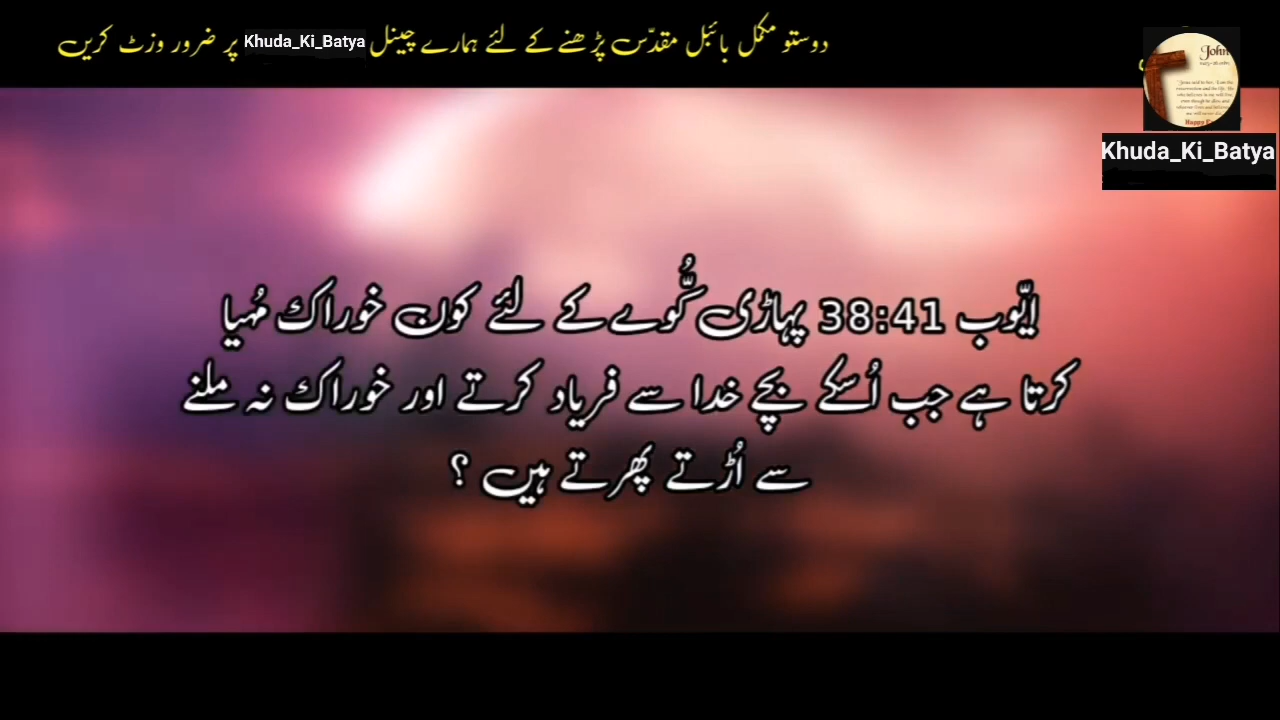 دوستو مکمل بائبل مقدّس پڑھنے کے لئے ہمارے چینل Khuda_Ki_Batya پر ضرور وزٹ کریں
John
Khuda_Ki_Batya
ایّوب 38:41 پہاڑی کُوّے کے لئے کون خوراک مُہیا
کرتا ہے جب اُسکے بچے خدا سے فریاد کرتے اور خوراک نہ ملنے
سے اُڑتے پھرتے ہیں ؟